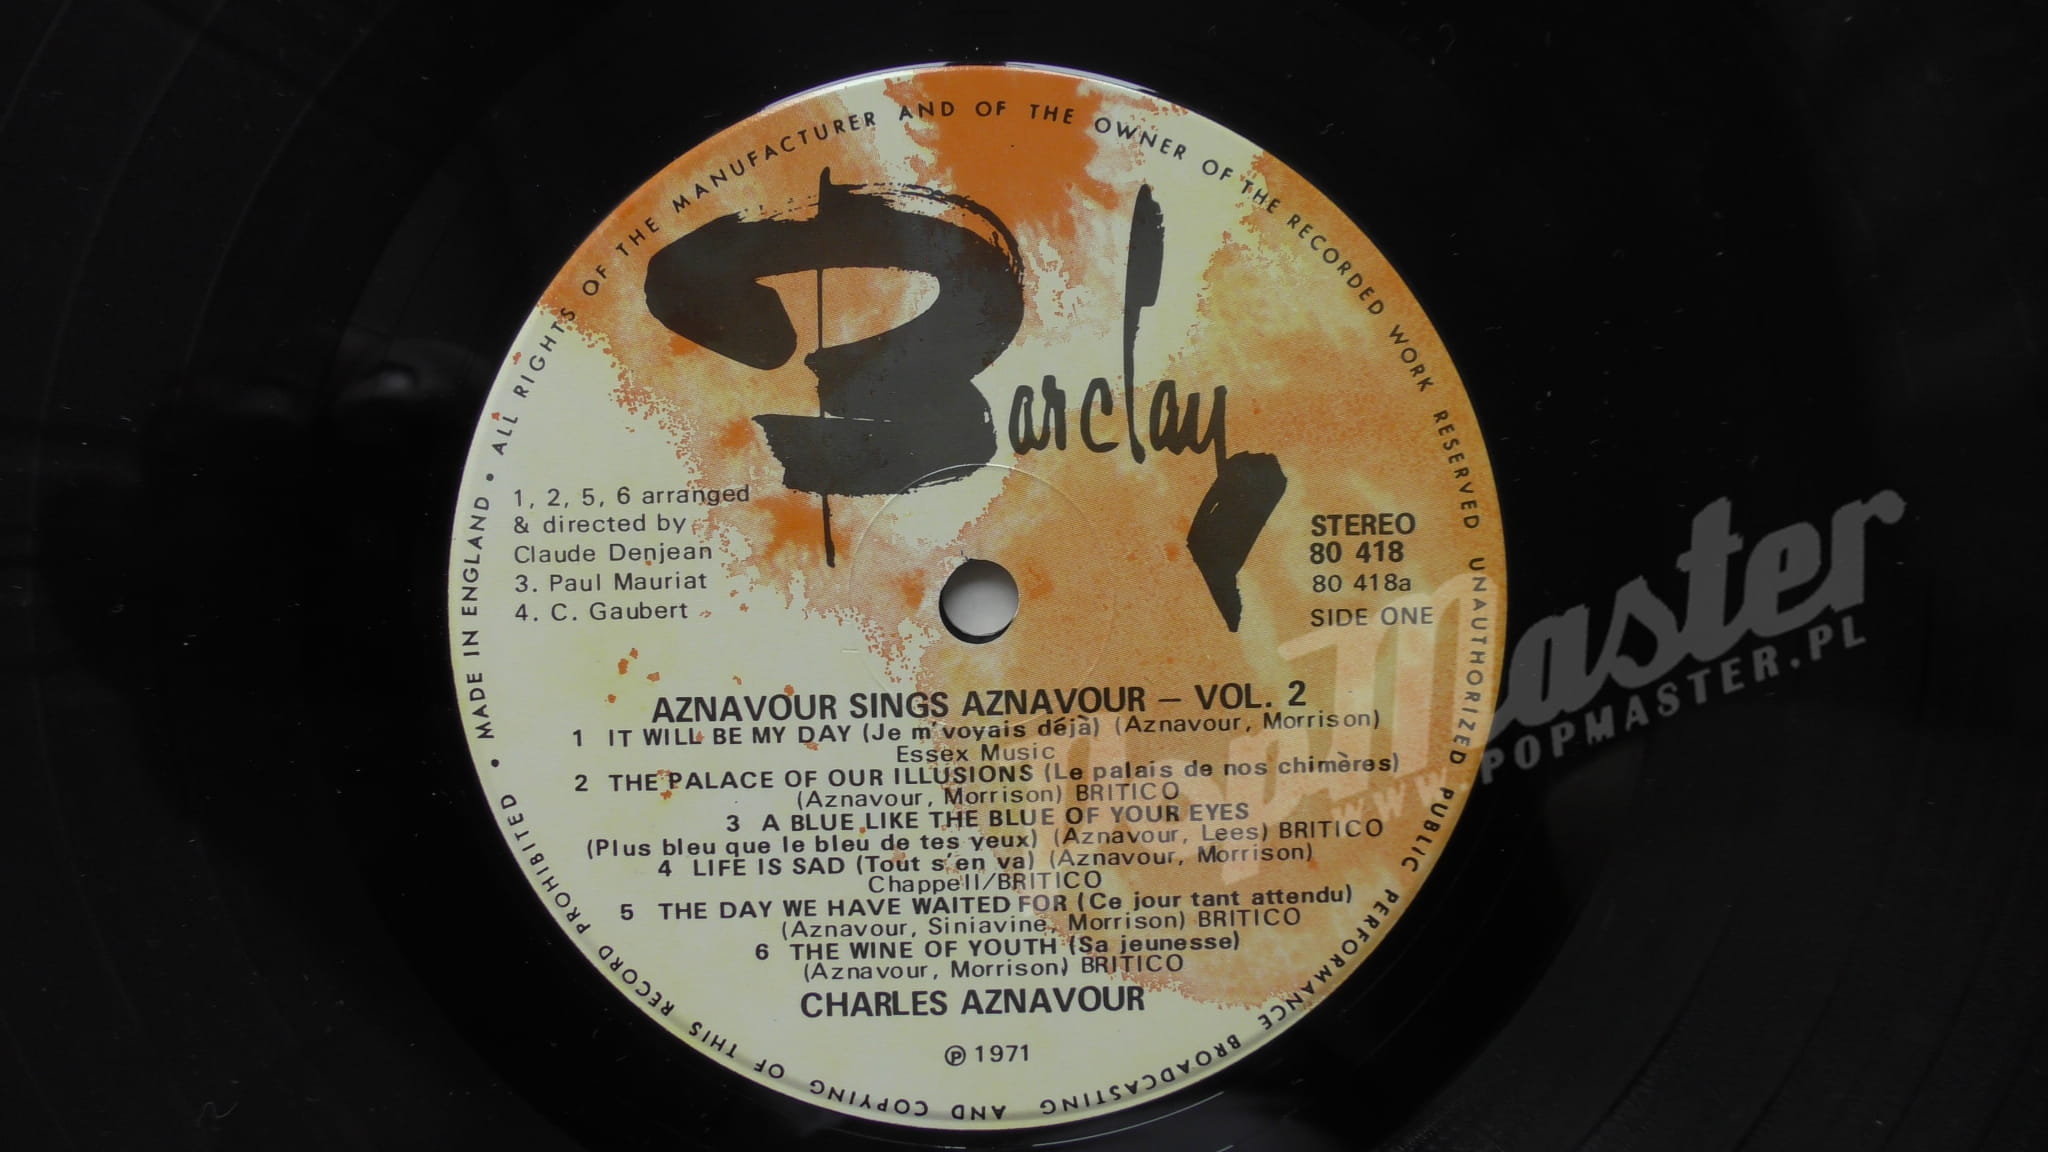 • MADE IN ENGLAND • ALL RIGHTS OF THE MANUFACTURER AND OF THE OWNER OF THE RECORDED WORK RESERVED UNAUTHORIZED PUBLIC PERFORMANCE BROADCASTING AND COPYING OF THIS RECORD PROHIBITED
Barclay
1, 2, 5, 6 arranged
& directed by
Claude Denjean
3. Paul Mauriat
4. C. Gaubert
STEREO
80 418
80 418a
SIDE ONE
AZNAVOUR SINGS AZNAVOUR – VOL. 2
1 IT WILL BE MY DAY (Je m'voyais déjà) (Aznavour, Morrison)
Essex Music
2 THE PALACE OF OUR ILLUSIONS (Le palais de nos chimères)
(Aznavour, Morrison) BRITICO
3 A BLUE LIKE THE BLUE OF YOUR EYES
(Plus bleu que le bleu de tes yeux) (Aznavour, Lees) BRITICO
4 LIFE IS SAD (Tout s'en va) (Aznavour, Morrison)
Chappell/BRITICO
5 THE DAY WE HAVE WAITED FOR (Ce jour tant attendu)
(Aznavour, Siniavine, Morrison) BRITICO
6 THE WINE OF YOUTH (Sa jeunesse)
(Aznavour, Morrison) BRITICO
CHARLES AZNAVOUR
℗ 1971
PopMaster
WWW.POPMASTER.PL